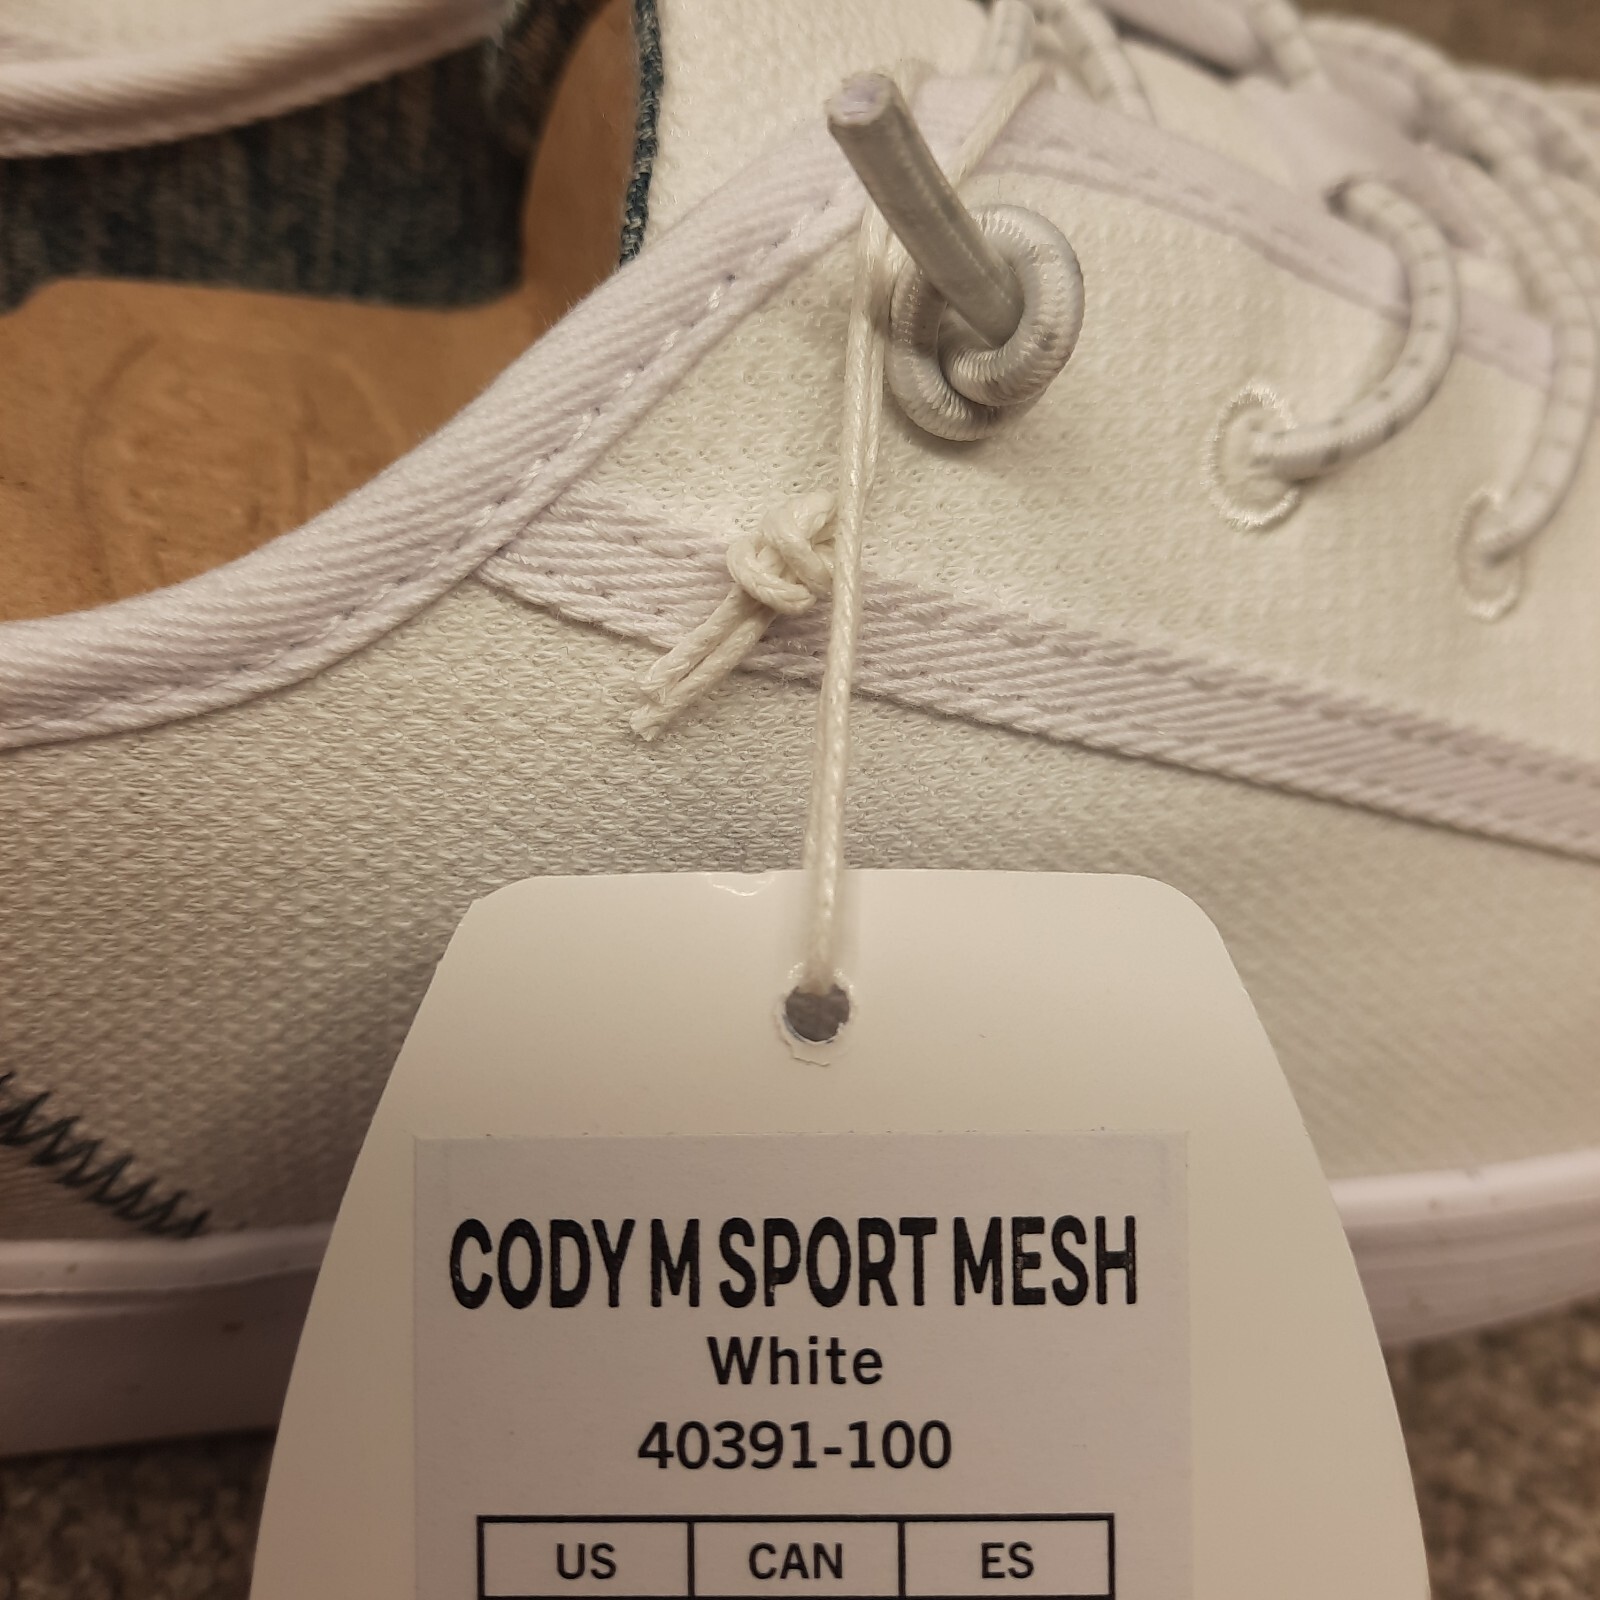 CODY M SPORT MESH
White
40391-100
US CAN ES